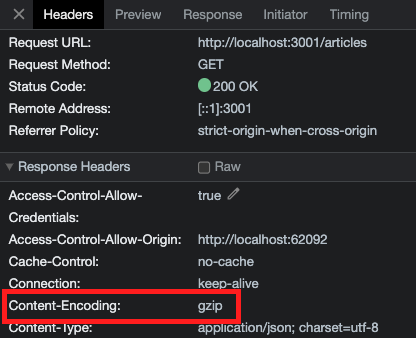 Headers Preview Response Initiator Timing
Request URL: http://localhost:3001/articles
Request Method: GET
Status Code: 200 OK
Remote Address: [::1]:3001
Referrer Policy: strict-origin-when-cross-origin
Response Headers Raw
Access-Control-Allow- true
Credentials:
Access-Control-Allow-Origin: http://localhost:62092
Cache-Control: no-cache
Connection: keep-alive
Content-Encoding: gzip
Content-Type: application/json; charset=utf-8